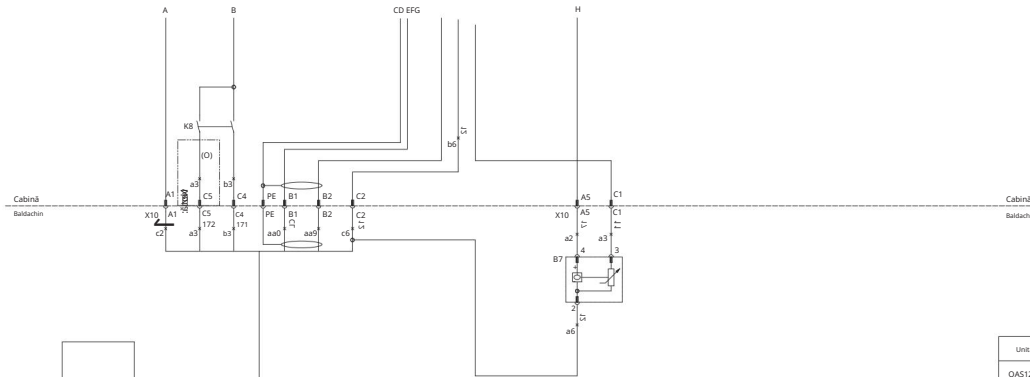 A B CD EFG H
K8
(O)
b6
a3 b3
A1 C5 C4 PE B1 B2 C2 A5 C1
Cabină Cabină
Baldachin Baldach
X10 A1 C5 C4 PE B1 B2 C2 X10 A5 C1
172 171
c2 a3 b3 aa0 aa9 c6 a2 a3
B7 4 3
2
a6
Unit
OAS12